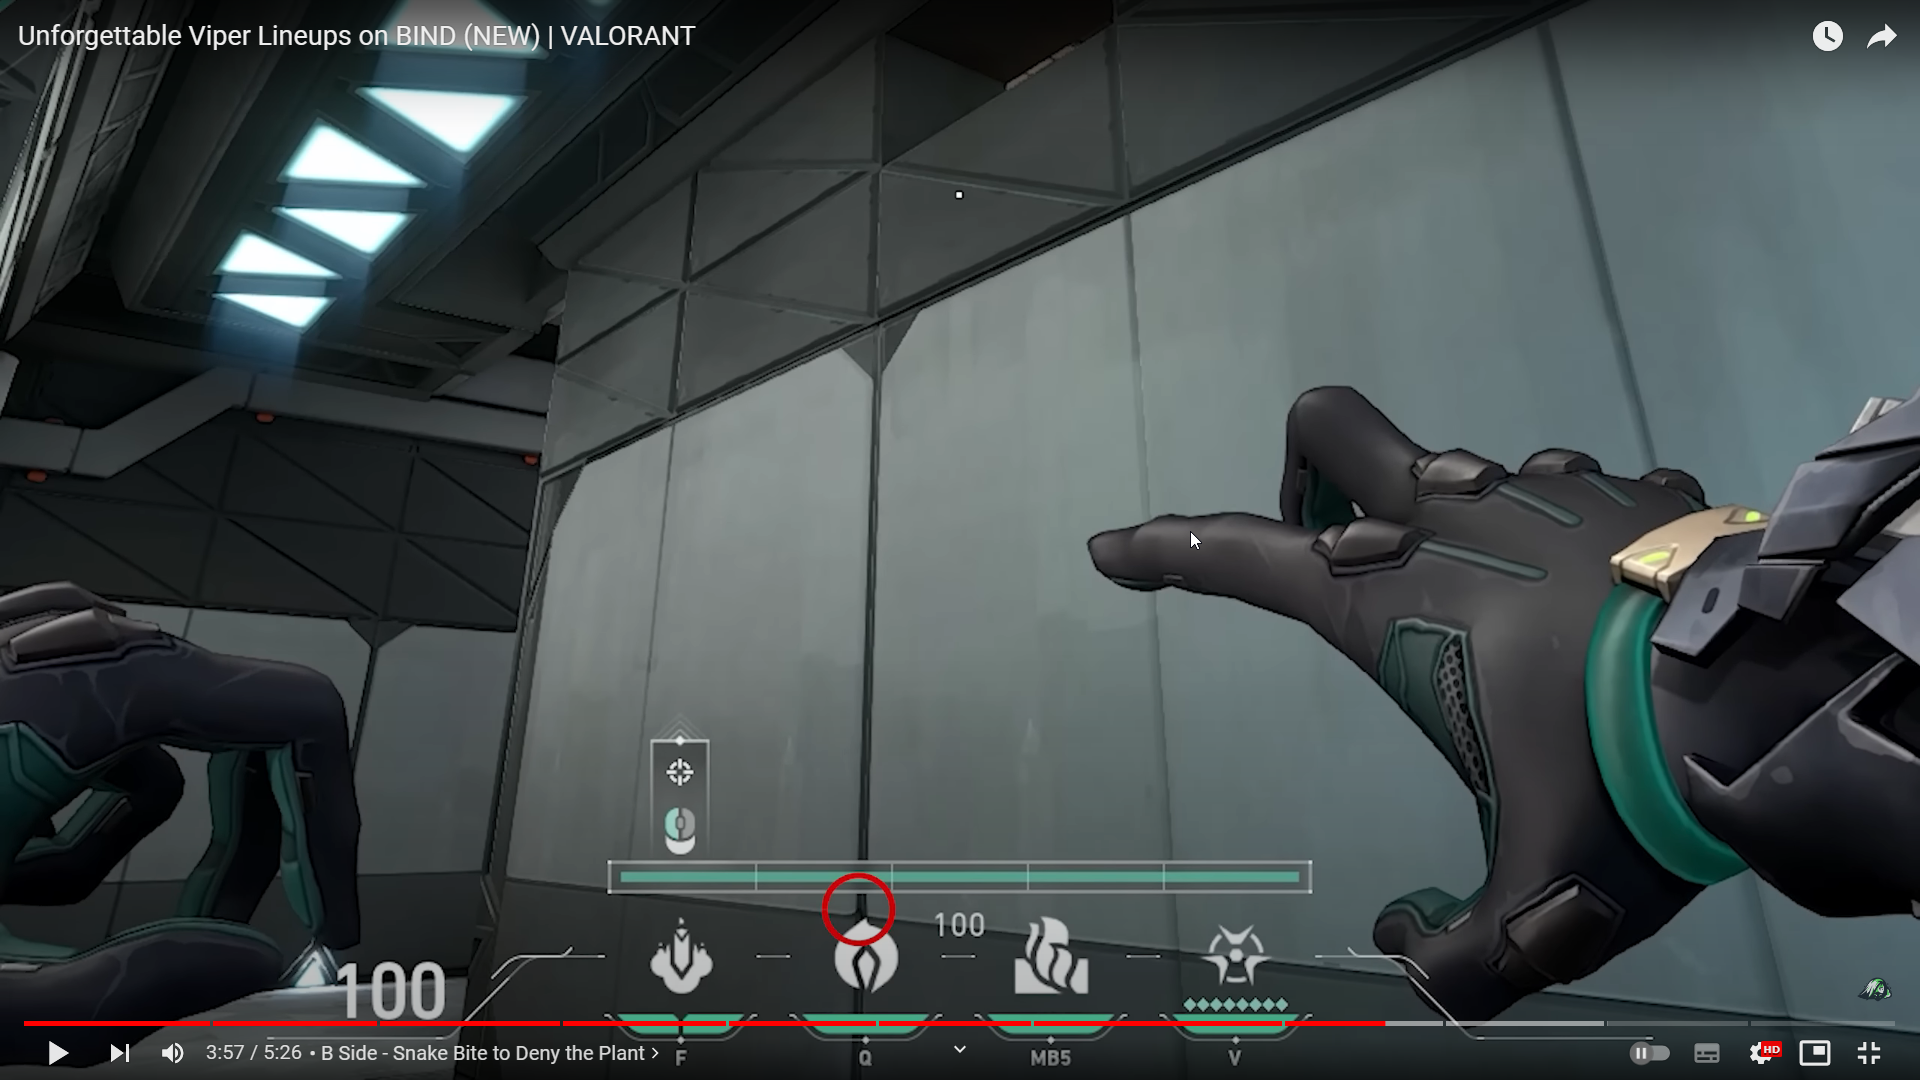 Unforgettable Viper Lineups on BIND (NEW) | VALORANT
100
100
3:57 / 5:26 • B Side - Snake Bite to Deny the Plant
F
Q
MB5
V
HD